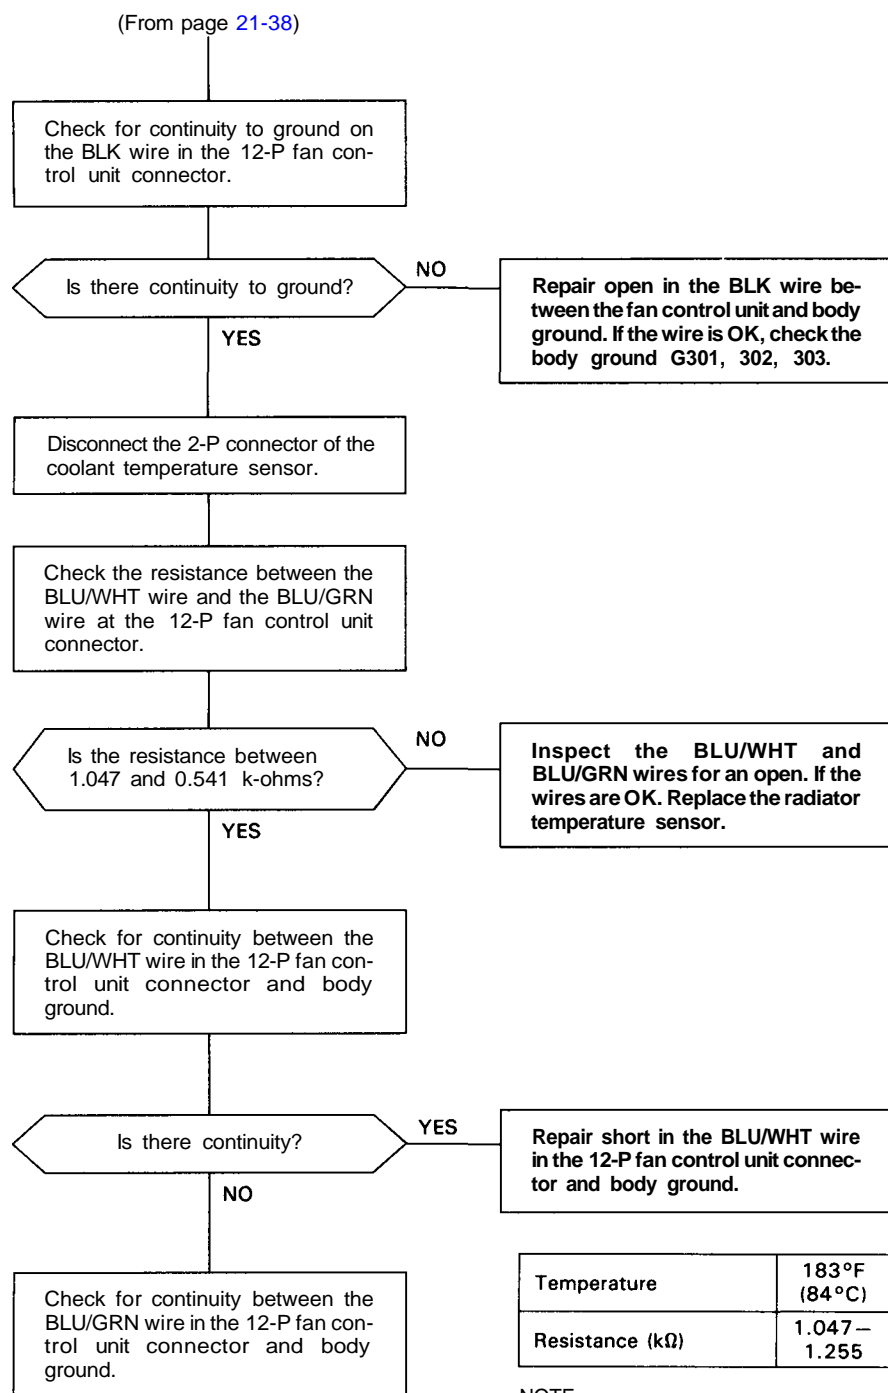 (From page 21-38)
Check for continuity to ground on
the BLK wire in the 12-P fan con-
trol unit connector.
Is there continuity to ground?
NO
Repair open in the BLK wire be-
tween the fan control unit and body
ground. If the wire is OK, check the
body ground G301, 302, 303.
YES
Disconnect the 2-P connector of the
coolant temperature sensor.
Check the resistance between the
BLU/WHT wire and the BLU/GRN
wire at the 12-P fan control unit
connector.
Is the resistance between
1.047 and 0.541 k-ohms?
NO
Inspect the BLU/WHT and
BLU/GRN wires for an open. If the
wires are OK. Replace the radiator
temperature sensor.
YES
Check for continuity between the
BLU/WHT wire in the 12-P fan con-
trol unit connector and body
ground.
Is there continuity?
YES
Repair short in the BLU/WHT wire
in the 12-P fan control unit connec-
tor and body ground.
NO
Check for continuity between the
BLU/GRN wire in the 12-P fan con-
trol unit connector and body
ground.
Temperature 183°F
(84°C)
Resistance (kΩ) 1.047—
1.255